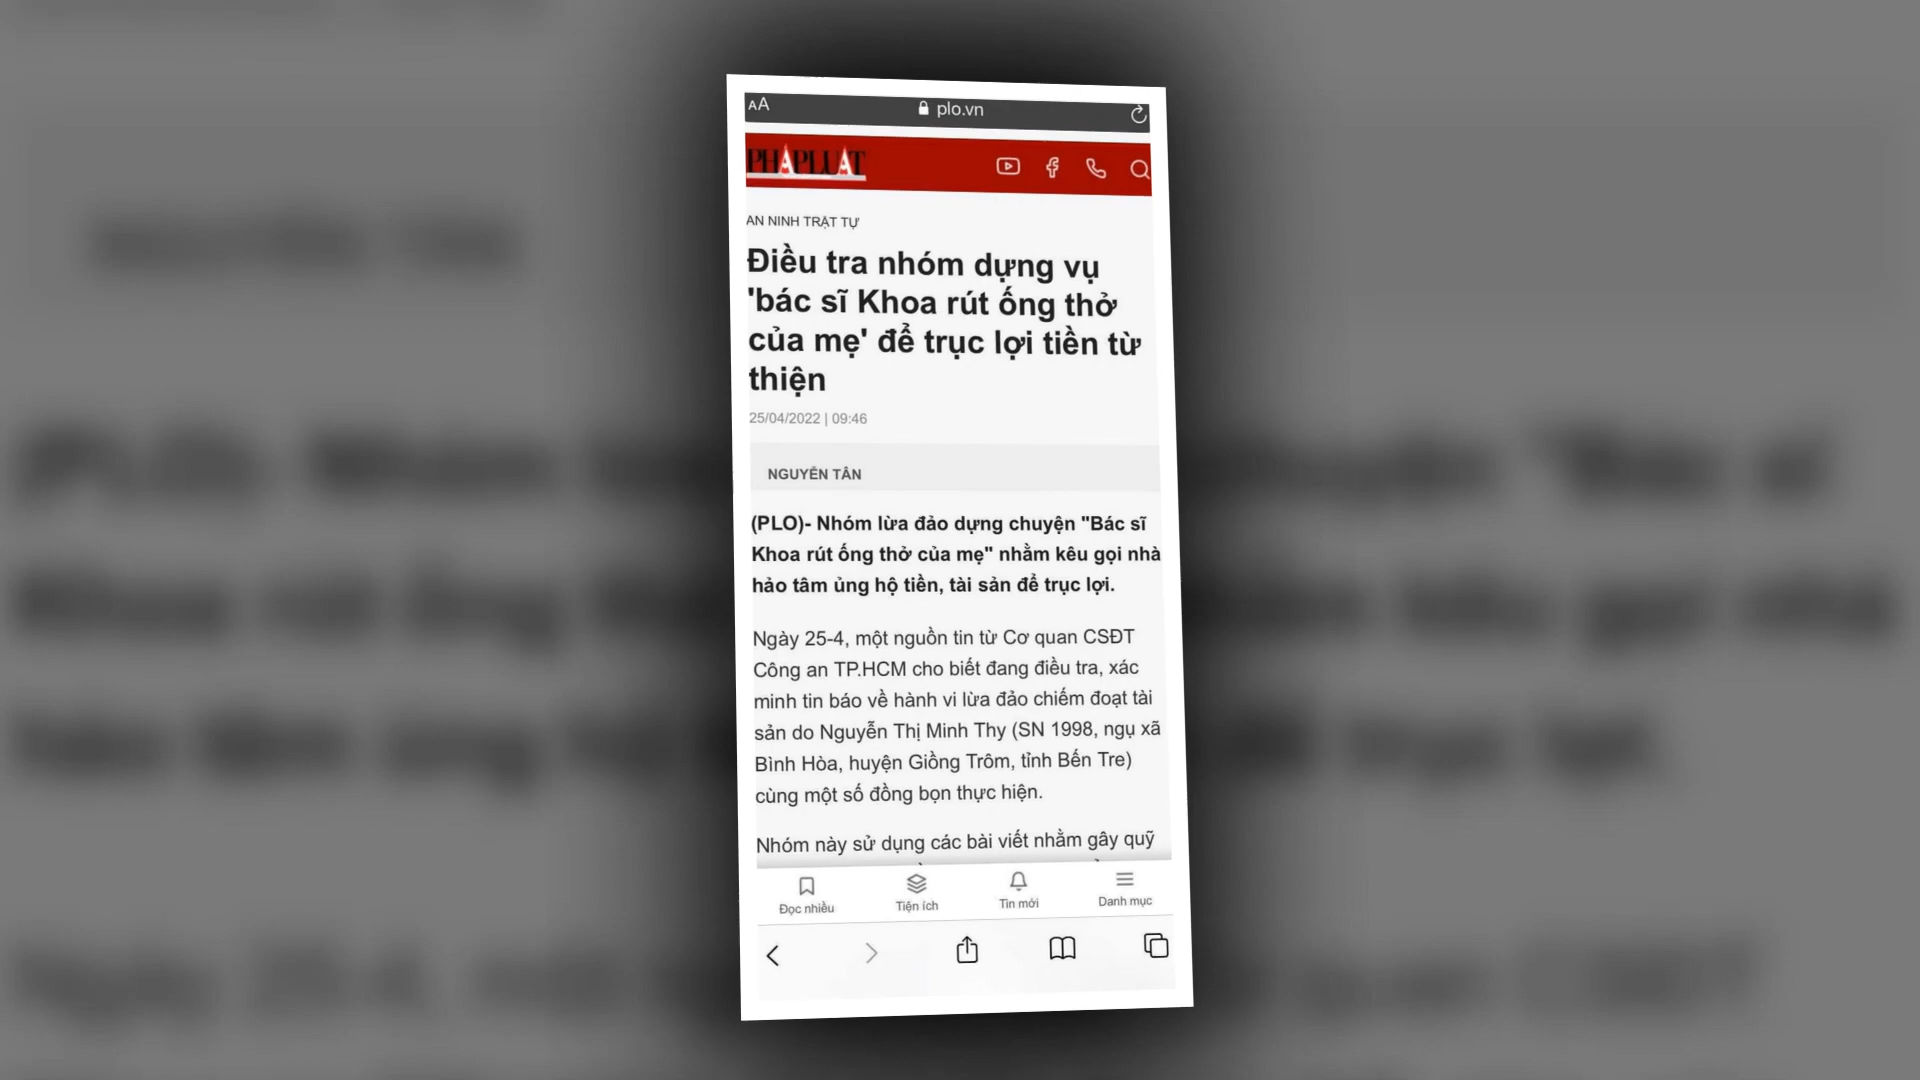 AA
plo.vn
PHÁPLUẬT
AN NINH TRẬT TỰ
Điều tra nhóm dựng vụ
'bác sĩ Khoa rút ống thở
của mẹ' để trục lợi tiền từ
thiện
25/04/2022 | 09:46
NGUYỄN TÂN
(PLO)- Nhóm lừa đảo dựng chuyện "Bác sĩ
Khoa rút ống thở của mẹ" nhằm kêu gọi nhà
hảo tâm ủng hộ tiền, tài sản để trục lợi.
Ngày 25-4, một nguồn tin từ Cơ quan CSĐT
Công an TP.HCM cho biết đang điều tra, xác
minh tin báo về hành vi lừa đảo chiếm đoạt tài
sản do Nguyễn Thị Minh Thy (SN 1998, ngụ xã
Bình Hòa, huyện Giồng Trôm, tỉnh Bến Tre)
cùng một số đồng bọn thực hiện.
Nhóm này sử dụng các bài viết nhằm gây quỹ
Đọc nhiều
Tiện ích
Tin mới
Danh mục